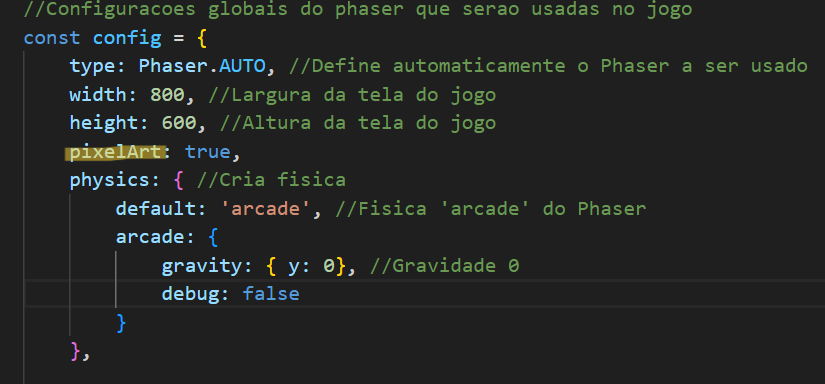 //Configuracoes globais do phaser que serao usadas no jogo
const config = {
type: Phaser.AUTO, //Define automaticamente o Phaser a ser usado
width: 800, //Largura da tela do jogo
height: 600, //Altura da tela do jogo
pixelArt: true,
physics: { //Cria fisica
default: 'arcade', //Fisica 'arcade' do Phaser
arcade: {
gravity: { y: 0}, //Gravidade 0
debug: false
}
},